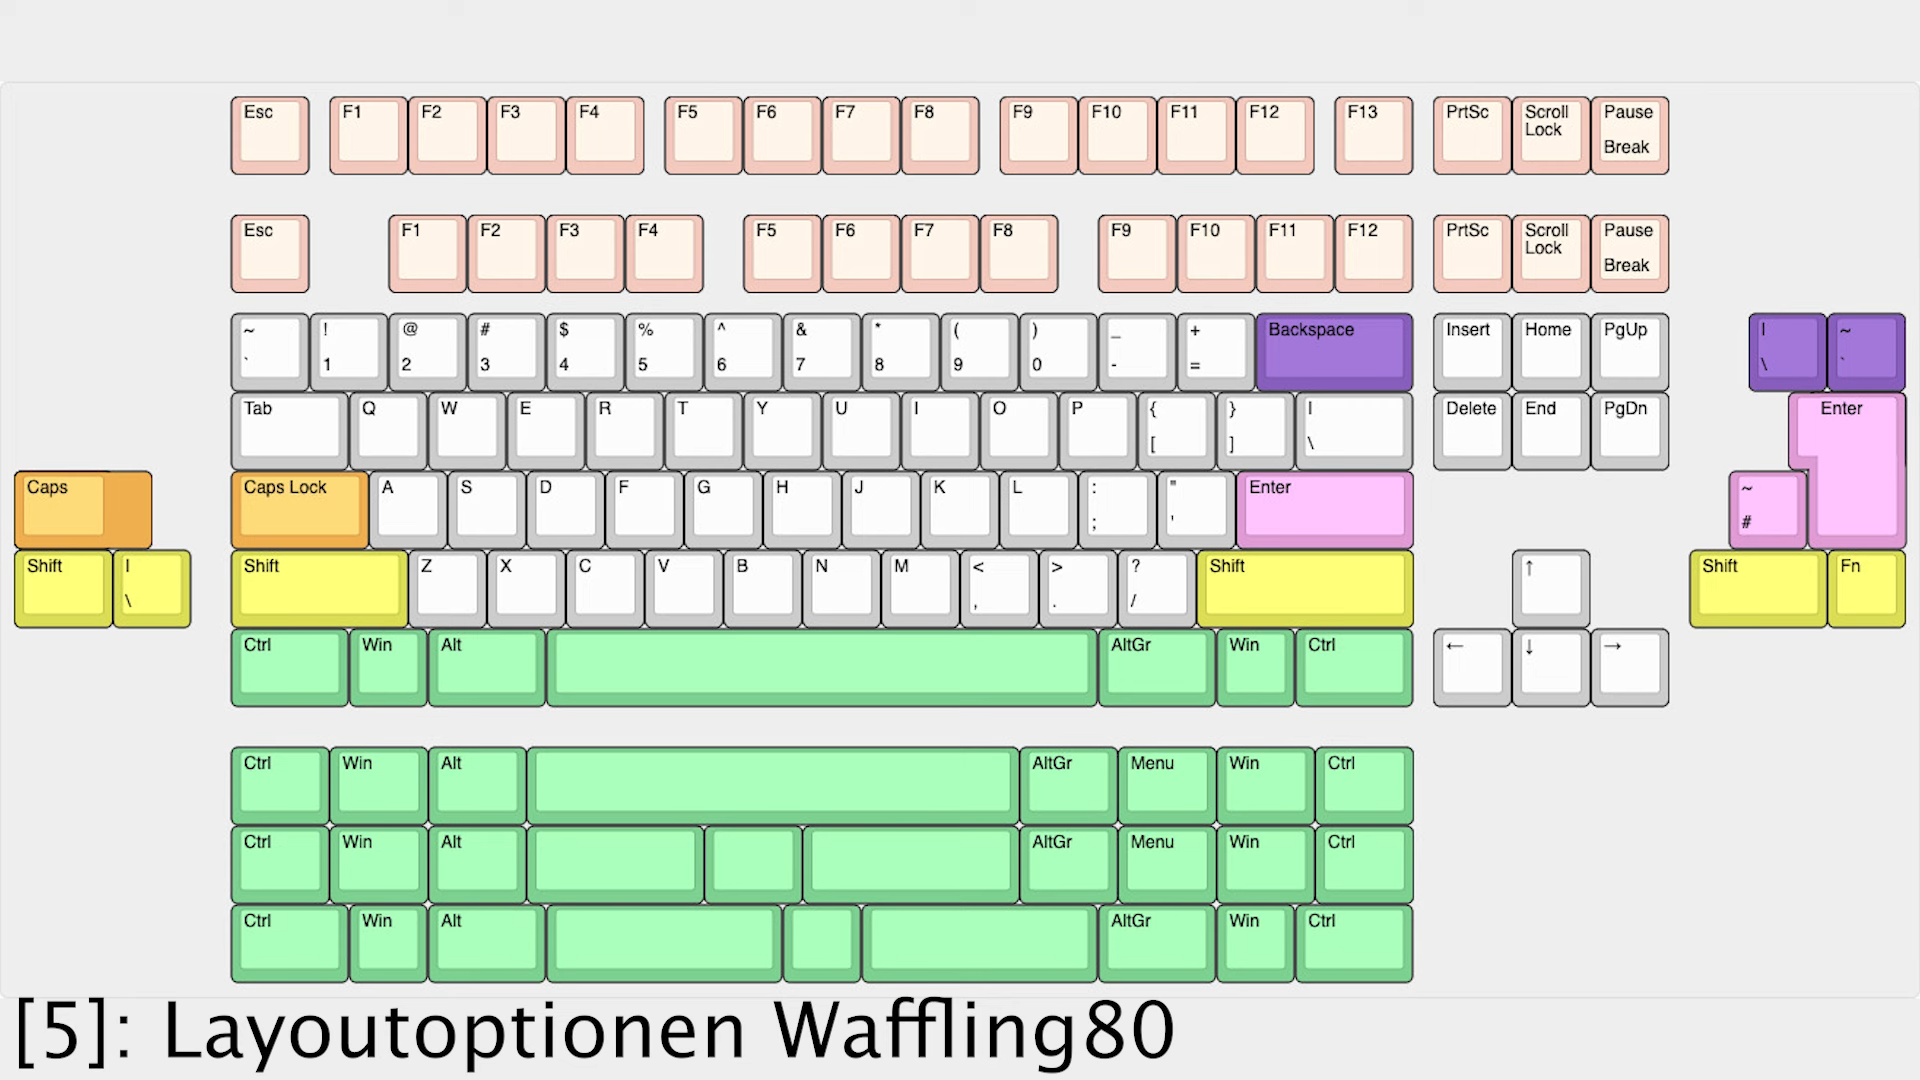 Esc F1 F2 F3 F4 F5 F6 F7 F8 F9 F10 F11 F12 F13 PrtSc Scroll Lock Pause Break
Esc F1 F2 F3 F4 F5 F6 F7 F8 F9 F10 F11 F12 PrtSc Scroll Lock Pause Break
~ ! @ # $ % ^ & * ( ) _ + Backspace Insert Home PgUp | ~
` 1 2 3 4 5 6 7 8 9 0 - = \ `
Tab Q W E R T Y U I O P { } | Delete End PgDn Enter
[ ] \
Caps Caps Lock A S D F G H J K L : " Enter ~
; ' #
Shift | Shift Z X C V B N M < > ? Shift ↑ Shift Fn
\ , . /
Ctrl Win Alt AltGr Win Ctrl ← ↓ →
Ctrl Win Alt AltGr Menu Win Ctrl
Ctrl Win Alt AltGr Menu Win Ctrl
Ctrl Win Alt AltGr Win Ctrl
[5]: Layoutoptionen Waffling80